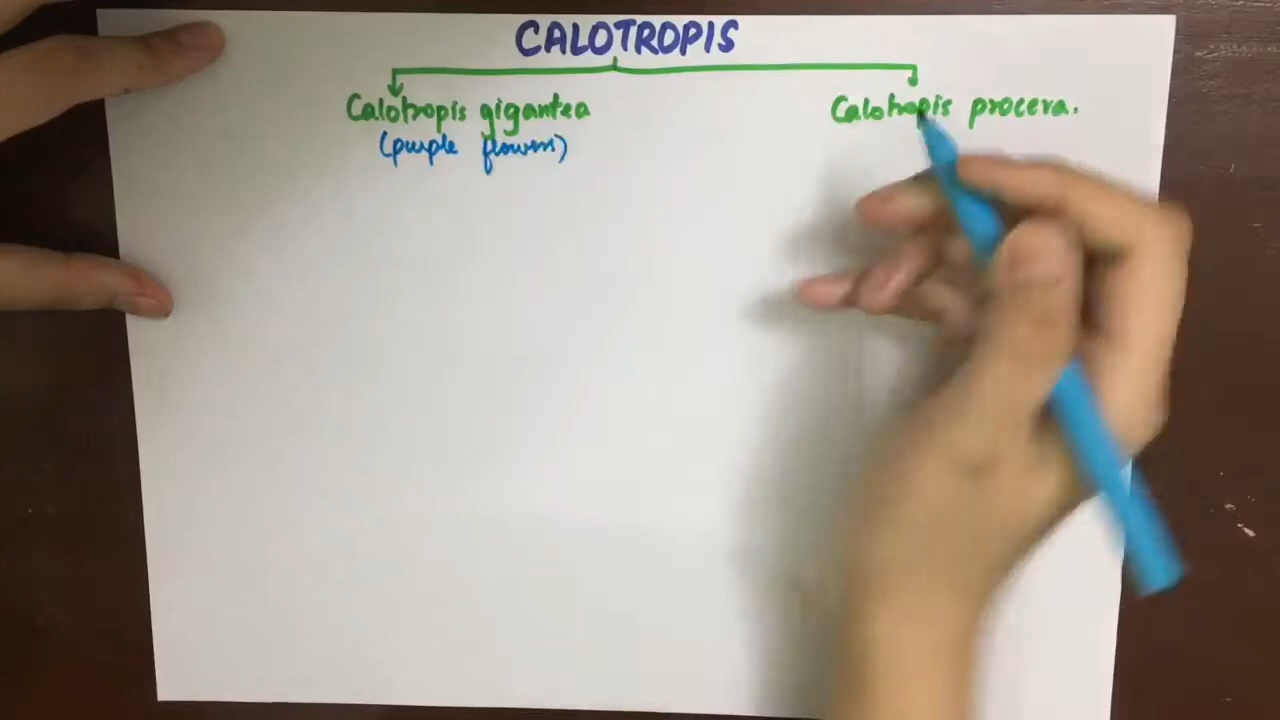 CALOTROPIS
Calotropis gigantea
Calotropis procera.
(purple flowers)